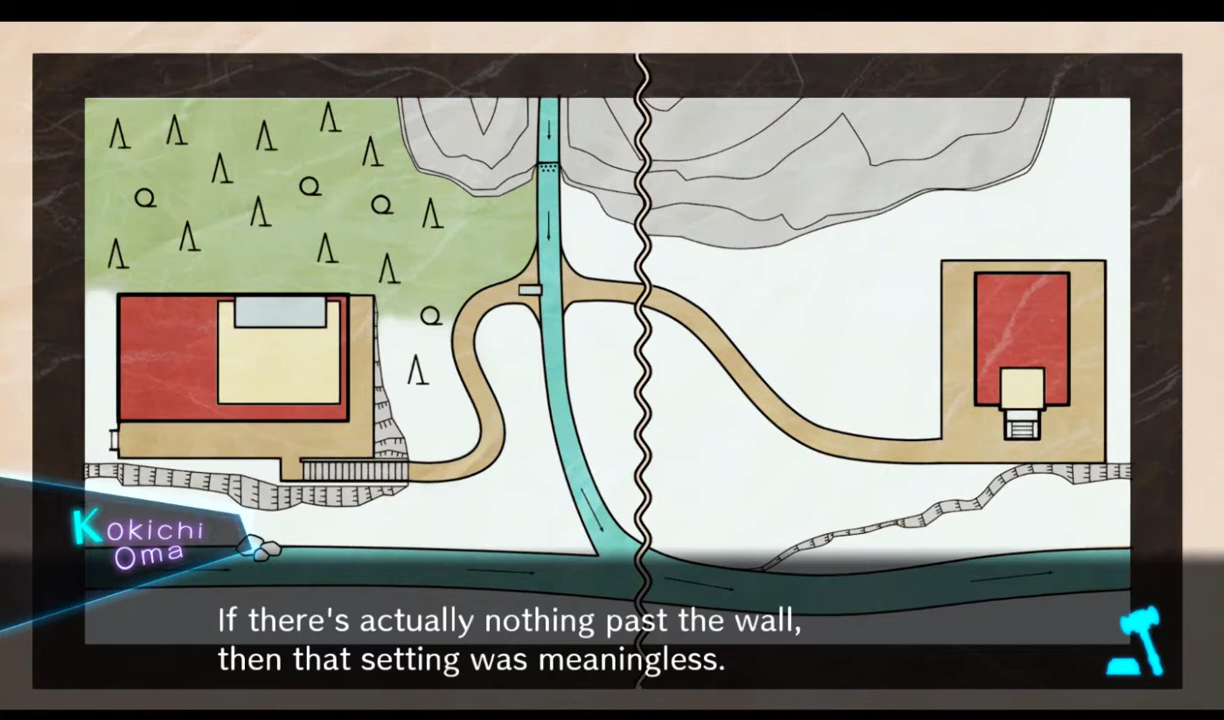 Kokichi
Oma
If there's actually nothing past the wall,
then that setting was meaningless.